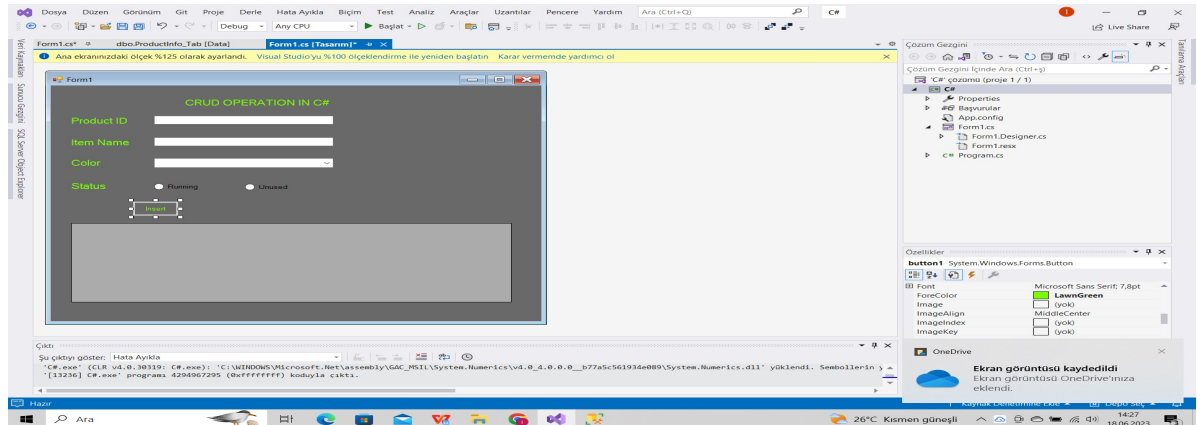 Dosya Düzen Görünüm Git Proje Derle Hata Ayıkla Biçim Test Analiz Araçlar Uzantılar Pencere Yardım Ara (Ctrl+Q) C#
Debug Any CPU Başlat Live Share
Form1.cs* dbo.ProductInfo_Tab [Data] Form1.cs [Tasarım]*
Ana ekranınızdaki ölçek %125 olarak ayarlandı. Visual Studio'yu %100 ölçeklendirme ile yeniden başlatın Karar vermemde yardımcı ol
Veri Kaynakları
Sunucu Gezgini
SQL Server Object Explorer
Form1
CRUD OPERATION IN C#
Product ID
Item Name
Color
Status Running Unused
Insert
Çözüm Gezgini
Çözüm Gezgini İçinde Ara (Ctrl+ş)
'C#' çözümü (proje 1 / 1)
C#
Properties
Başvurular
App.config
Form1.cs
Form1.Designer.cs
Form1.resx
C# Program.cs
Tanılama Araçları
Özellikler
button1 System.Windows.Forms.Button
Font Microsoft Sans Serif; 7,8pt
ForeColor LawnGreen
Image (yok)
ImageAlign MiddleCenter
ImageIndex (yok)
ImageKey (yok)
Çıktı
Şu çıktıyı göster: Hata Ayıkla
'C#.exe' (CLR v4.0.30319: C#.exe): 'C:\WINDOWS\Microsoft.Net\assembly\GAC_MSIL\System.Numerics\v4.0_4.0.0.0__b77a5c561934e089\System.Numerics.dll' yüklendi. Sembollerin
'[13236] C#.exe' programı 4294967295 (0xffffffff) koduyla çıktı.
OneDrive
Ekran görüntüsü kaydedildi
Ekran görüntüsü OneDrive'ınıza
eklendi.
Hazır Kaynak Denetimine Ekle Depo Seç
Ara 26°C Kısmen güneşli 14:27
18.06.2023